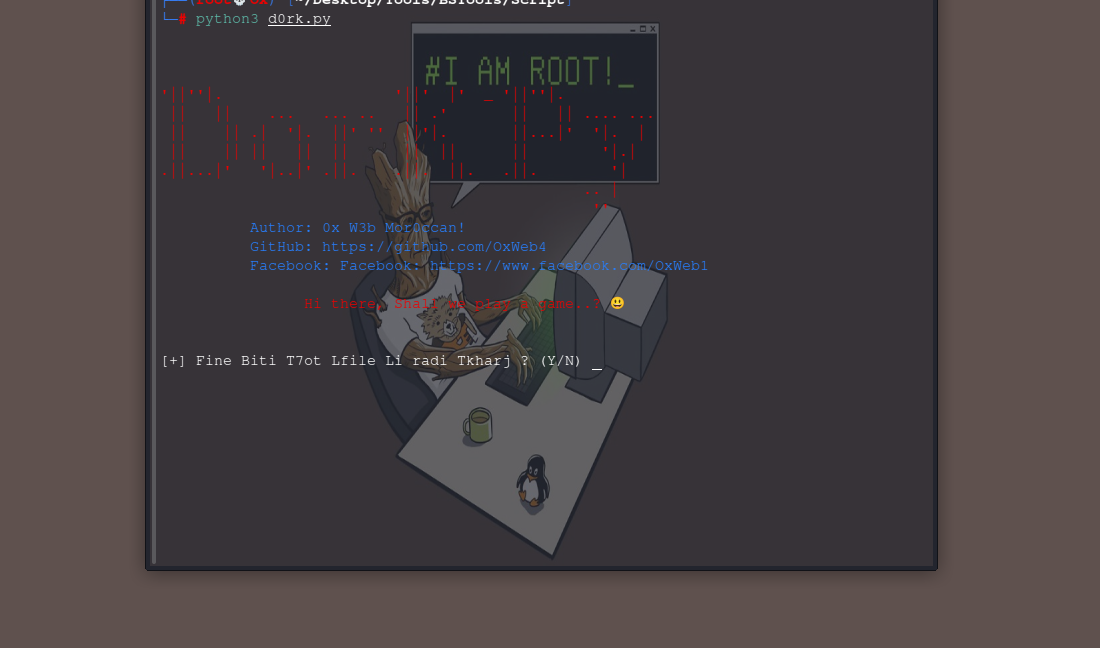 ┌──(root💀0x)-[~/Desktop/Tools/BSTools/Script]
└─# python3 d0rk.py
#I AM ROOT!_
Author: 0x W3b Mor0ccan!
GitHub: https://github.com/OxWeb4
Facebook: Facebook: https://www.facebook.com/OxWeb1
Hi there, Shall we play a game..? 😃
[+] Fine Biti T7ot Lfile Li radi Tkharj ? (Y/N) _